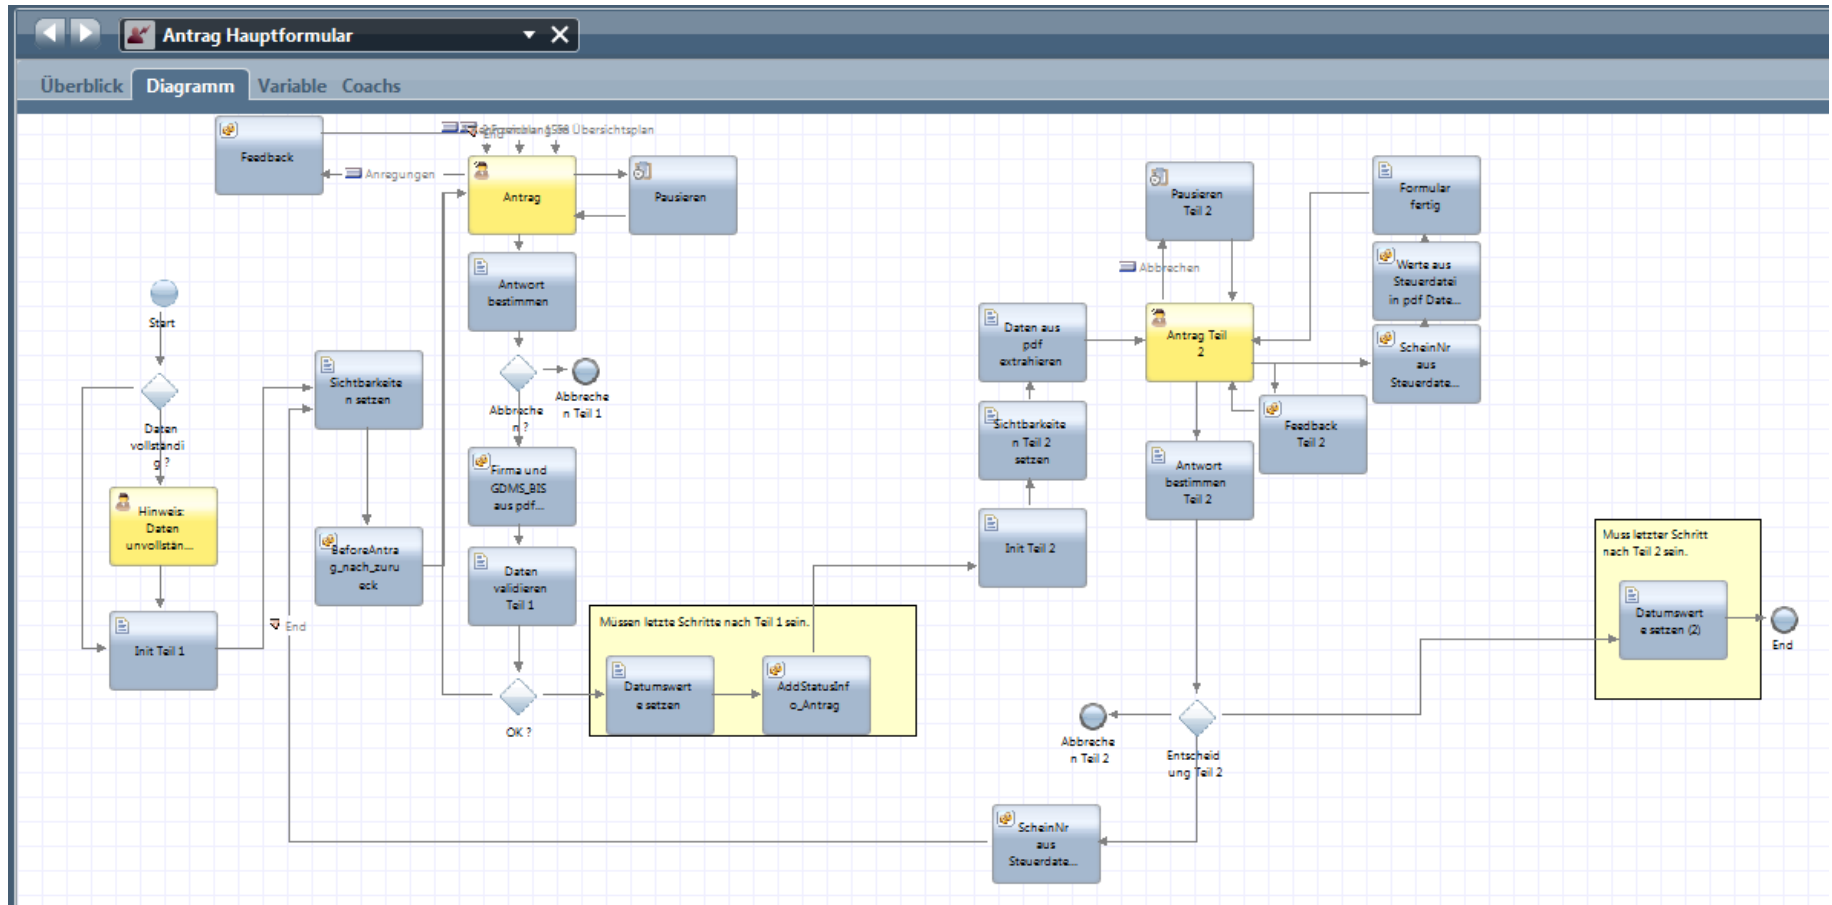 Antrag Hauptformular
Überblick
Diagramm
Variable
Coachs
Feedback
End
Übersichtsplan
Anregungen
Antrag
Pausieren
Antwort
bestimmen
Start
Daten
vollständi
g ?
Hinweis:
Daten
unvollstän...
Init Teil 1
Sichtbarkeite
n setzen
BeforeAntra
g_nach_zuru
eck
End
Abbreche
n ?
Abbreche
n Teil 1
Firma und
GDMS_BIS
aus pdf...
Daten
validieren
Teil 1
OK ?
Müssen letzte Schritte nach Teil 1 sein.
Datumswert
e setzen
AddStatusInf
o_Antrag
Init Teil 2
Sichtbarkeite
n Teil 2
setzen
Daten aus
pdf
extrahieren
Pausieren
Teil 2
Abbrechen
Antrag Teil
2
Formular
fertig
Werte aus
Steuerdatei
in pdf Date...
ScheinNr
aus
Steuerdate...
Feedback
Teil 2
Antwort
bestimmen
Teil 2
Abbreche
n Teil 2
Entscheid
ung Teil 2
ScheinNr
aus
Steuerdate...
Muss letzter Schritt
nach Teil 2 sein.
Datumswert
e setzen (2)
End